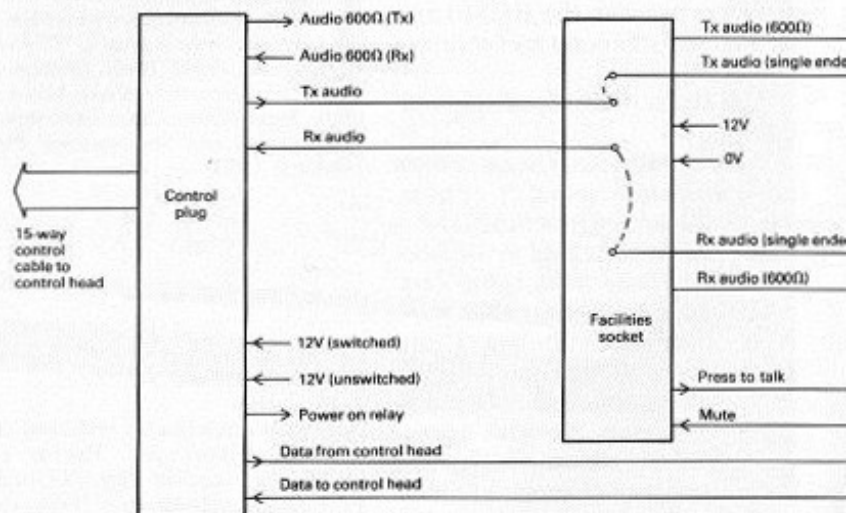 Audio 600Ω (Tx)
Audio 600Ω (Rx)
Tx audio
Rx audio
Control
plug
15-way
control
cable to
control head
12V (switched)
12V (unswitched)
Power on relay
Data from control head
Data to control head
Tx audio (600Ω)
Tx audio (single ende
12V
0V
Rx audio (single ende
Rx audio (600Ω)
Facilities
socket
Press to talk
Mute